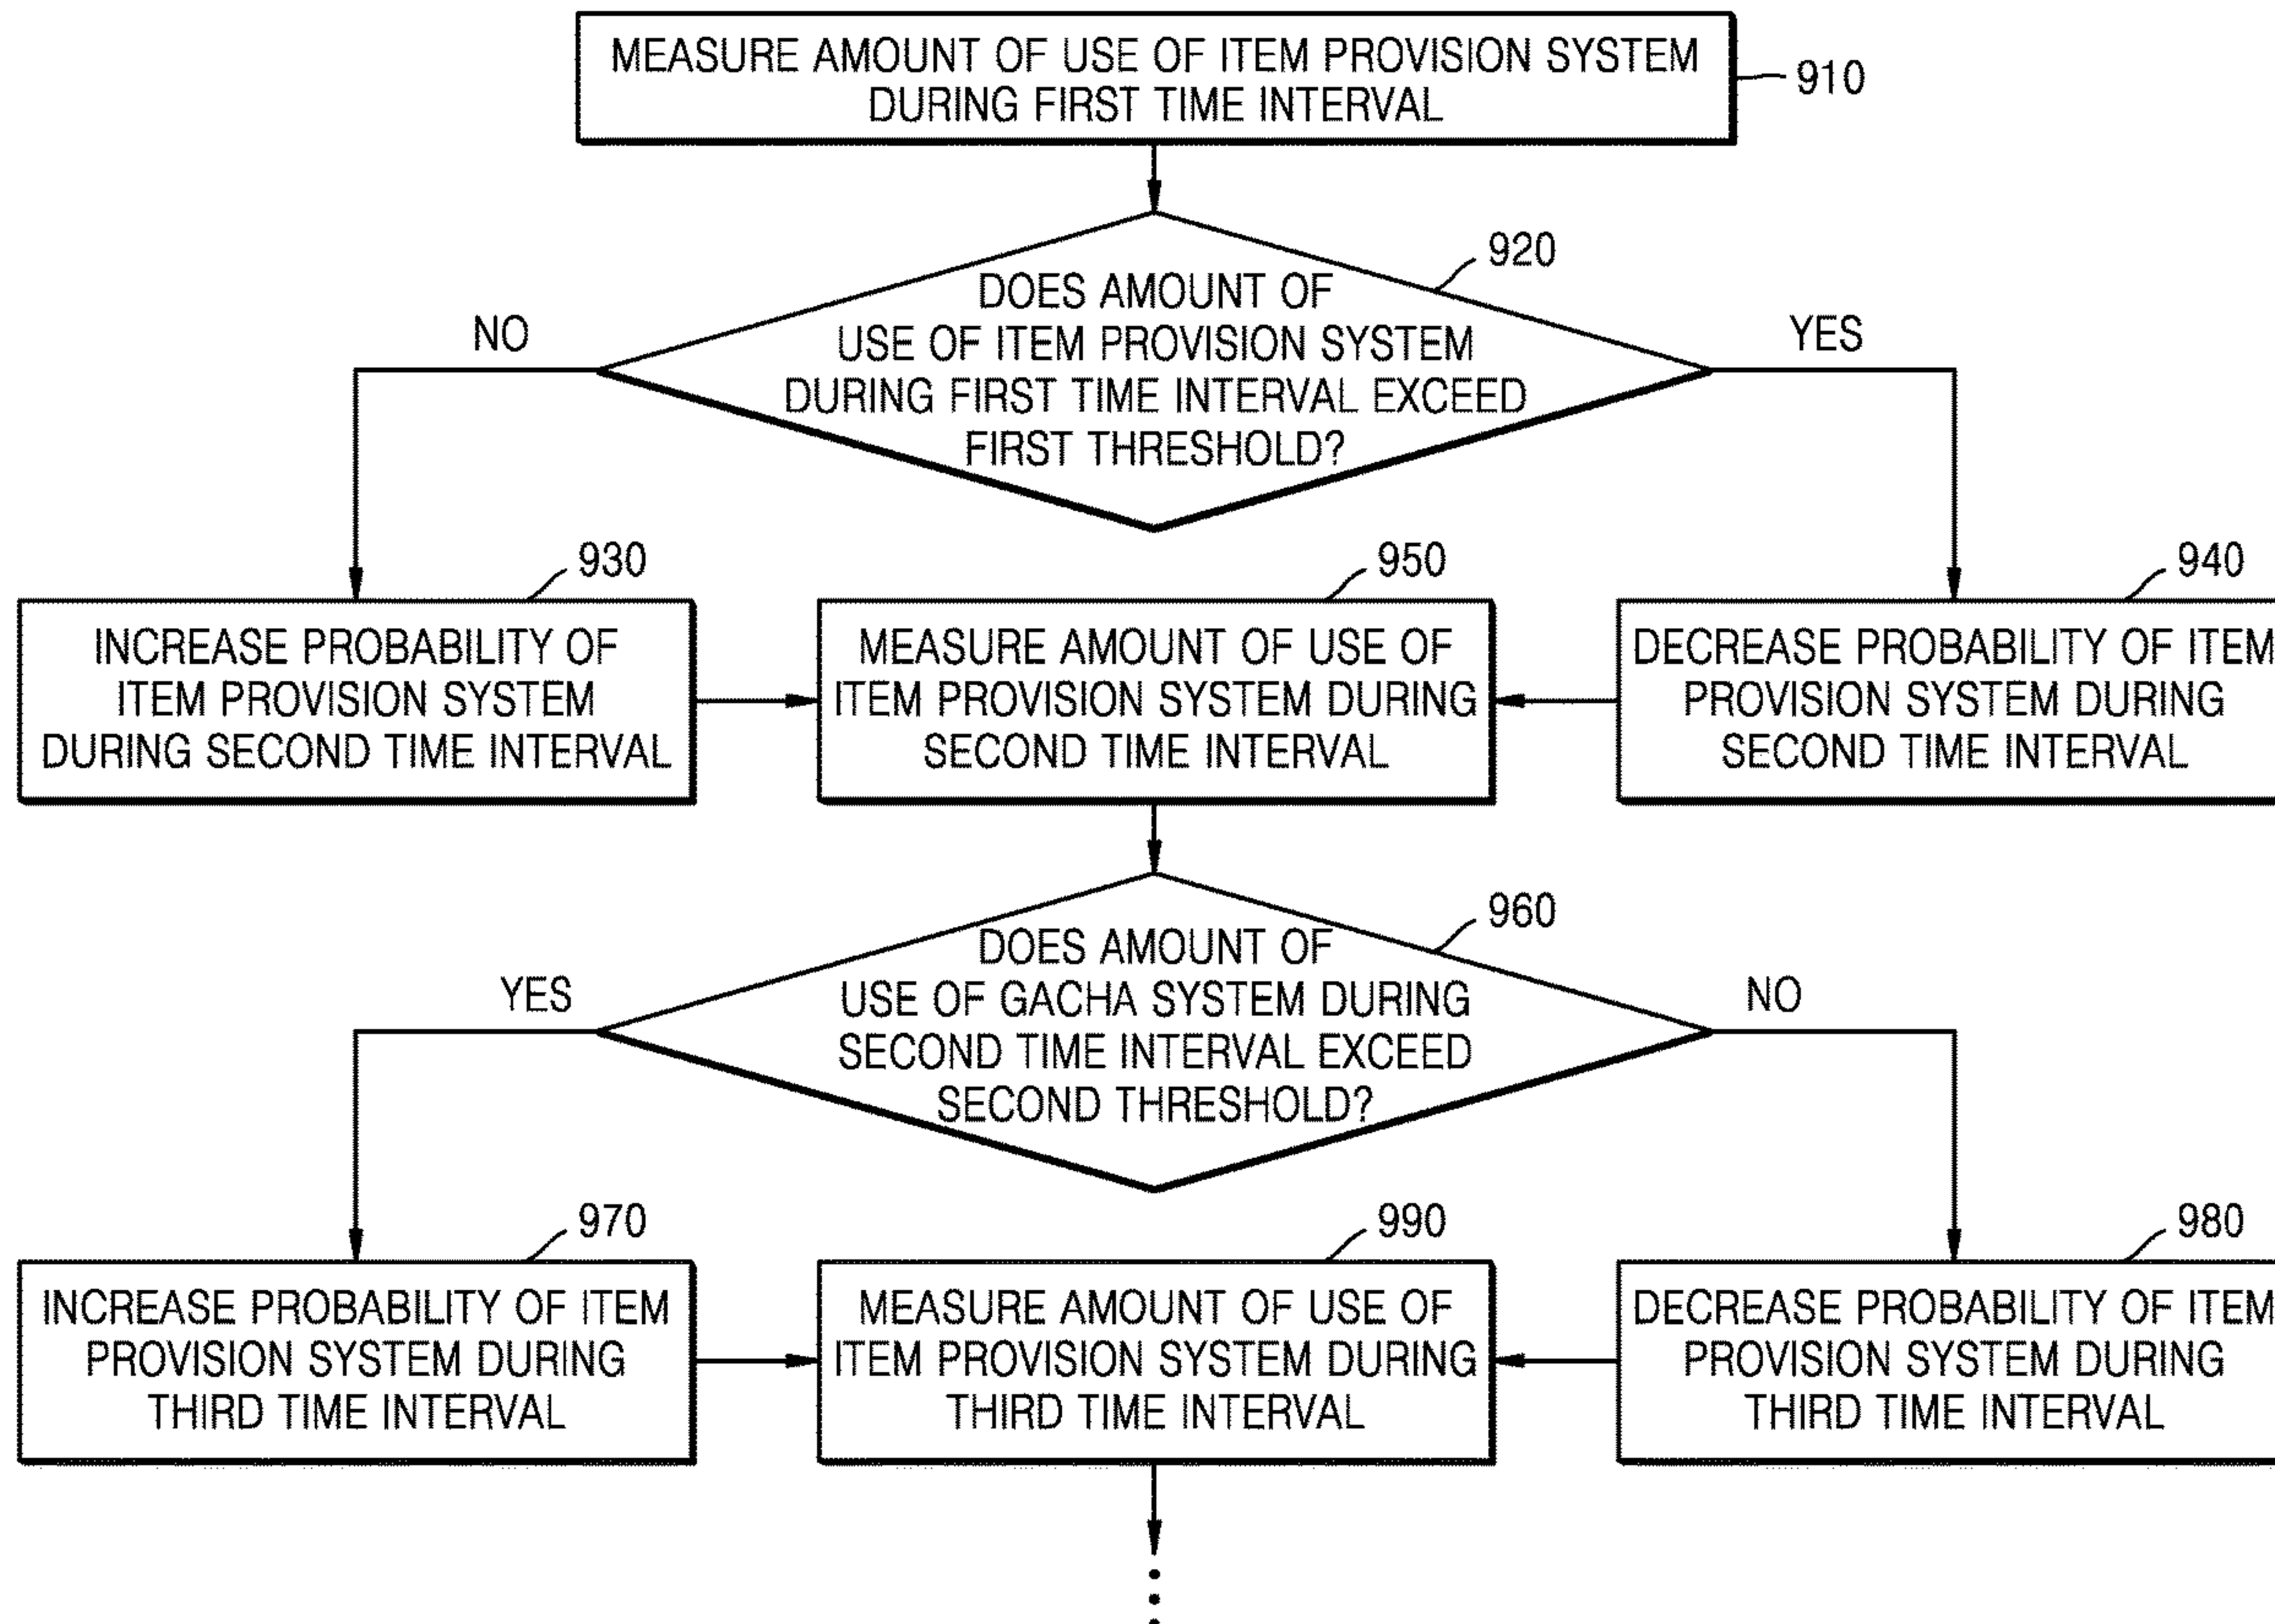 MEASURE AMOUNT OF USE OF ITEM PROVISION SYSTEM
DURING FIRST TIME INTERVAL
910
920
DOES AMOUNT OF
USE OF ITEM PROVISION SYSTEM
DURING FIRST TIME INTERVAL EXCEED
FIRST THRESHOLD?
NO
YES
930
INCREASE PROBABILITY OF
ITEM PROVISION SYSTEM
DURING SECOND TIME INTERVAL
950
MEASURE AMOUNT OF USE OF
ITEM PROVISION SYSTEM DURING
SECOND TIME INTERVAL
940
DECREASE PROBABILITY OF ITEM
PROVISION SYSTEM DURING
SECOND TIME INTERVAL
960
DOES AMOUNT OF
USE OF GACHA SYSTEM DURING
SECOND TIME INTERVAL EXCEED
SECOND THRESHOLD?
YES
NO
970
INCREASE PROBABILITY OF ITEM
PROVISION SYSTEM DURING
THIRD TIME INTERVAL
990
MEASURE AMOUNT OF USE OF
ITEM PROVISION SYSTEM DURING
THIRD TIME INTERVAL
980
DECREASE PROBABILITY OF ITEM
PROVISION SYSTEM DURING
THIRD TIME INTERVAL